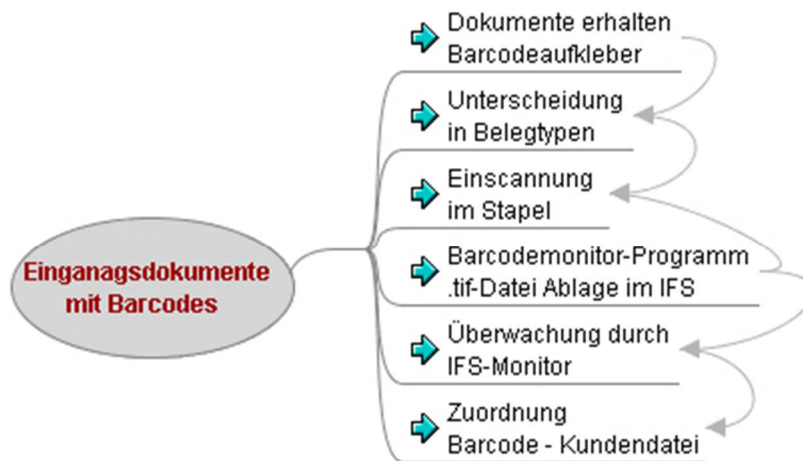 Dokumente erhalten
Barcodeaufkleber
Unterscheidung
in Belegtypen
Einscannung
im Stapel
Einganagsdokumente
mit Barcodes
Barcodemonitor-Programm
.tif-Datei Ablage im IFS
Überwachung durch
IFS-Monitor
Zuordnung
Barcode - Kundendatei